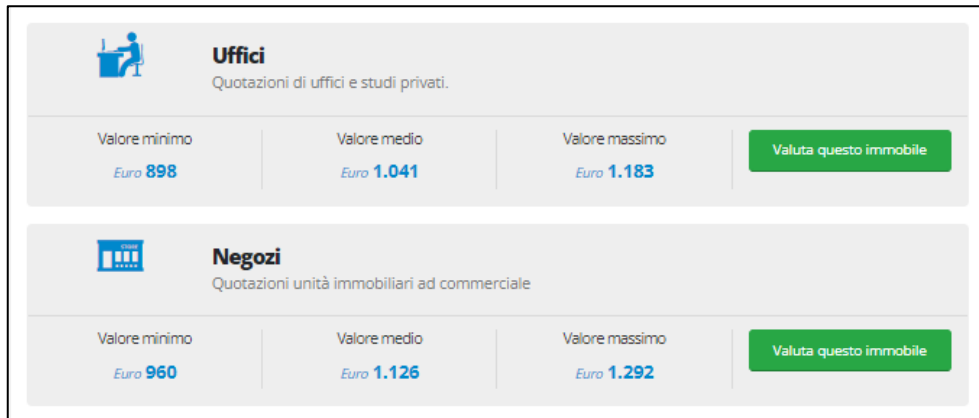 Uffici
Quotazioni di uffici e studi privati.
Valore minimo
Valore medio
Valore massimo
Euro 898
Euro 1.041
Euro 1.183
Valuta questo immobile
Negozi
Quotazioni unità immobiliari ad commerciale
Valore minimo
Valore medio
Valore massimo
Euro 960
Euro 1.126
Euro 1.292
Valuta questo immobile